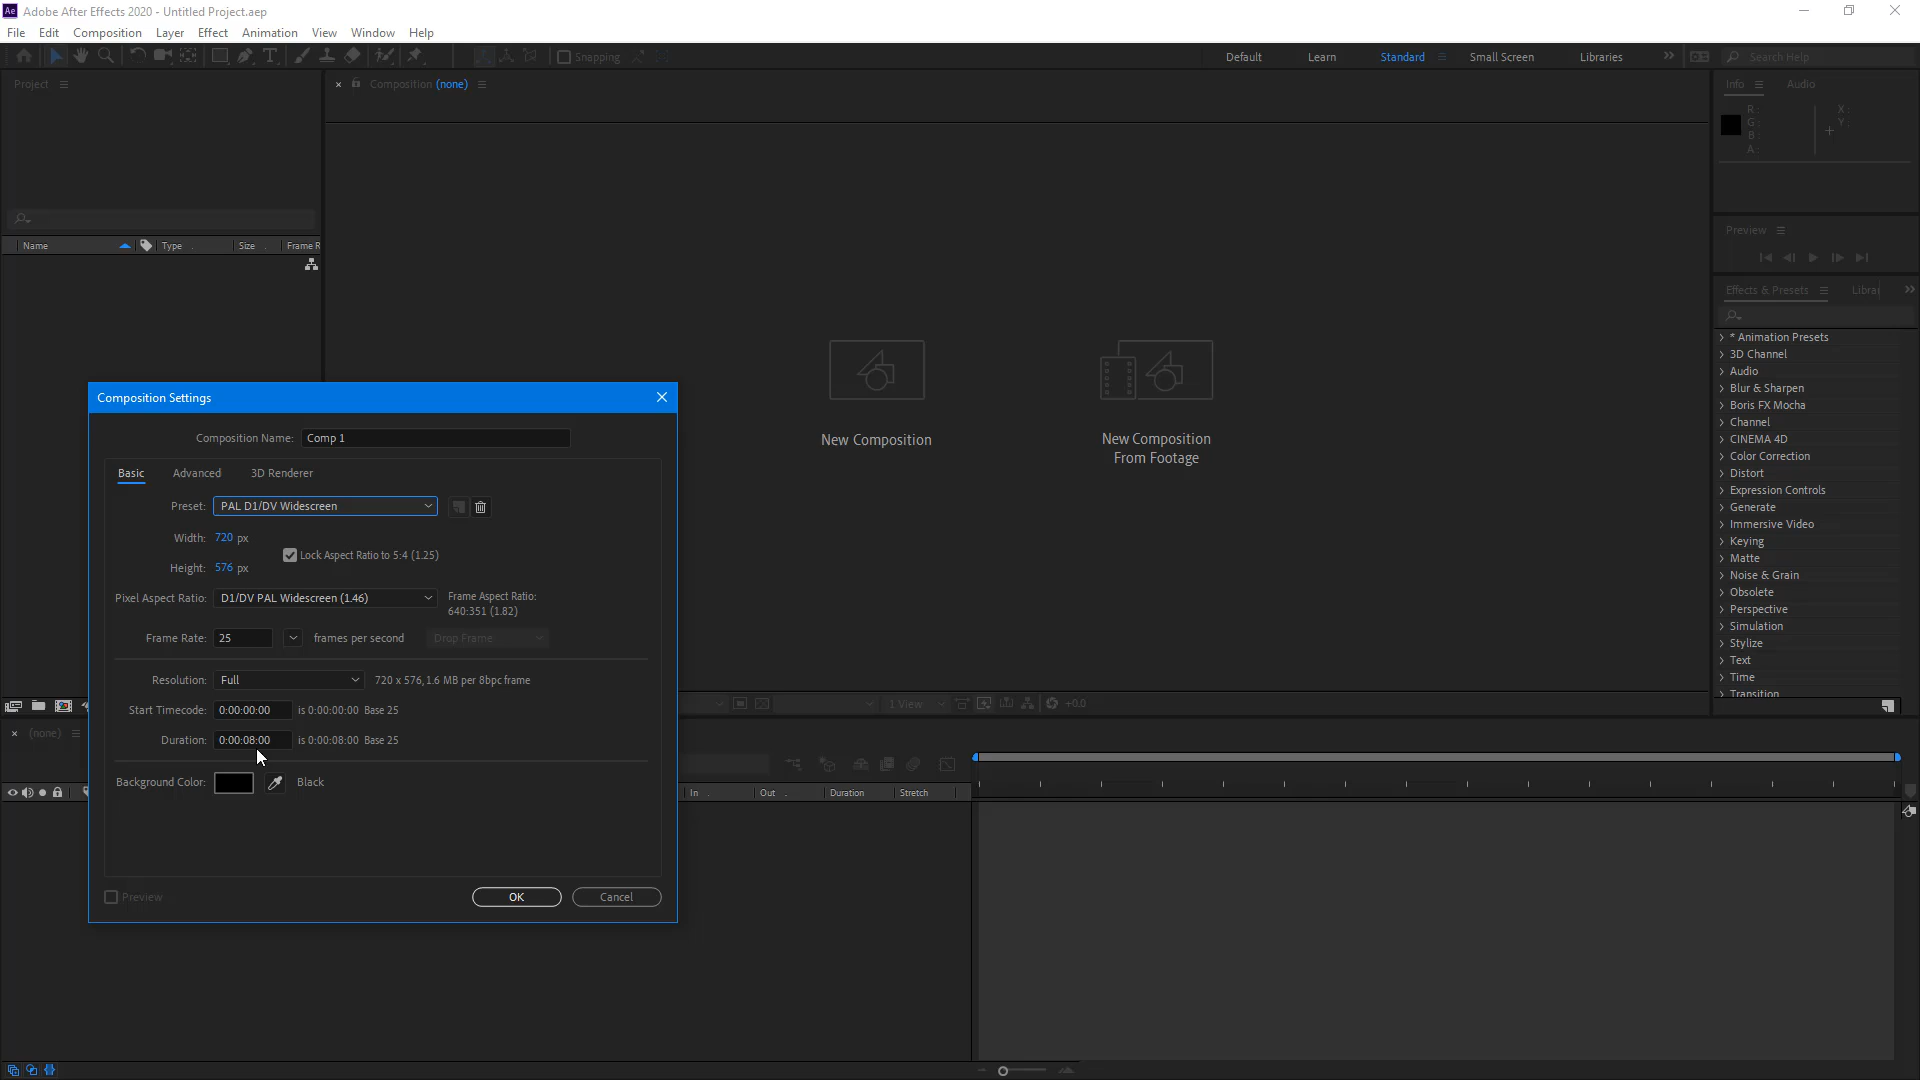 Ae Adobe After Effects 2020 - Untitled Project.aep
File Edit Composition Layer Effect Animation View Window Help
Snapping Default Learn Standard Small Screen Libraries Search Help
Project
Composition (none)
Info Audio
R: X:
G: Y:
B:
A:
Preview
Name Type Size Frame R
Effects & Presets Librar
* Animation Presets
3D Channel
Audio
Blur & Sharpen
Boris FX Mocha
Channel
CINEMA 4D
Color Correction
Distort
Expression Controls
Generate
Immersive Video
Keying
Matte
Noise & Grain
Obsolete
Perspective
Simulation
Stylize
Text
Time
Transition
New Composition
New Composition
From Footage
Composition Settings
Composition Name: Comp 1
Basic Advanced 3D Renderer
Preset: PAL D1/DV Widescreen
Width: 720 px
Lock Aspect Ratio to 5:4 (1.25)
Height: 576 px
Pixel Aspect Ratio: D1/DV PAL Widescreen (1.46) Frame Aspect Ratio:
640:351 (1.82)
Frame Rate: 25 frames per second Drop Frame
Resolution: Full 720 x 576, 1.6 MB per 8bpc frame
Start Timecode: 0:00:00:00 is 0:00:00:00 Base 25
Duration: 0:00:08:00 is 0:00:08:00 Base 25
Background Color: Black
Preview OK Cancel
1 View +0.0
(none)
In Out Duration Stretch